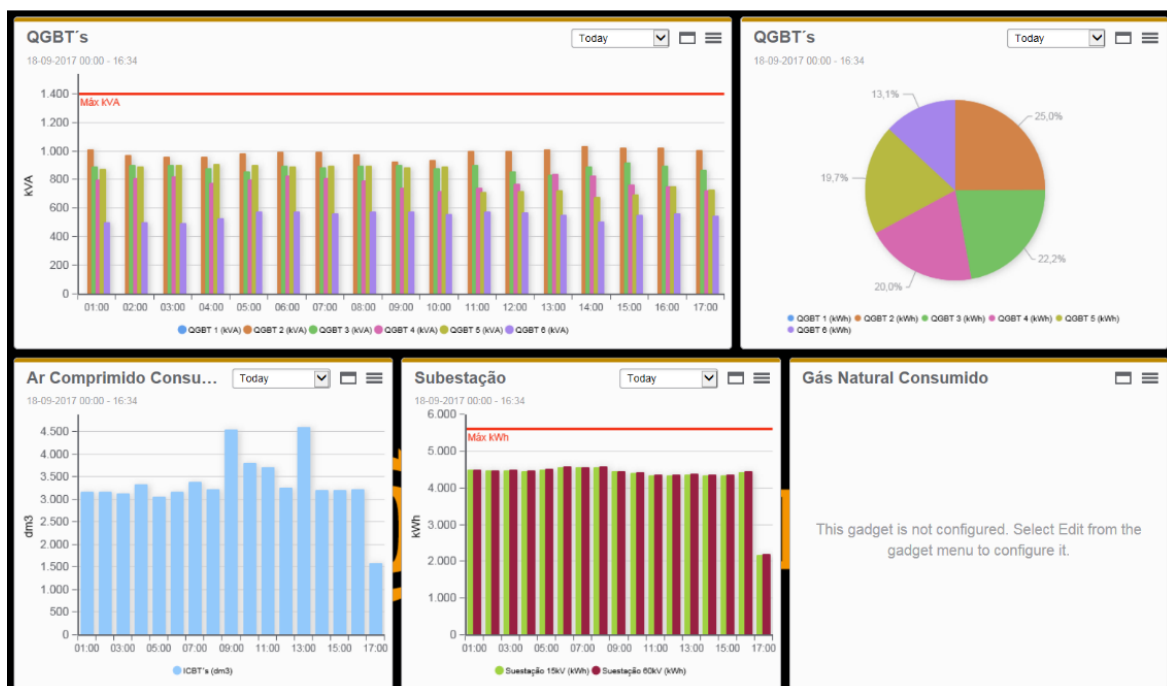 QGBT´s
Today
18-09-2017 00:00 - 16:34
1.400
1.200
1.000
800
600
400
200
0
kVA
Máx kVA
01:00 02:00 03:00 04:00 05:00 06:00 07:00 08:00 09:00 10:00 11:00 12:00 13:00 14:00 15:00 16:00 17:00
QGBT 1 (kVA) QGBT 2 (kVA) QGBT 3 (kVA) QGBT 4 (kVA) QGBT 5 (kVA) QGBT 6 (kVA)
QGBT´s
Today
18-09-2017 00:00 - 16:34
13,1%
25,0%
19,7%
22,2%
20,0%
QGBT 1 (kWh) QGBT 2 (kWh) QGBT 3 (kWh) QGBT 4 (kWh) QGBT 5 (kWh)
QGBT 6 (kWh)
Ar Comprimido Consu...
Today
18-09-2017 00:00 - 16:34
4.500
4.000
3.500
3.000
2.500
2.000
1.500
1.000
500
0
dm3
01:00 03:00 05:00 07:00 09:00 11:00 13:00 15:00 17:00
ICBT´s (dm3)
Subestação
Today
18-09-2017 00:00 - 16:34
6.000
5.000
4.000
3.000
2.000
1.000
0
kWh
Máx kWh
01:00 03:00 05:00 07:00 09:00 11:00 13:00 15:00 17:00
Suestação 15kV (kWh) Suestação 60kV (kWh)
Gás Natural Consumido
This gadget is not configured. Select Edit from the
gadget menu to configure it.